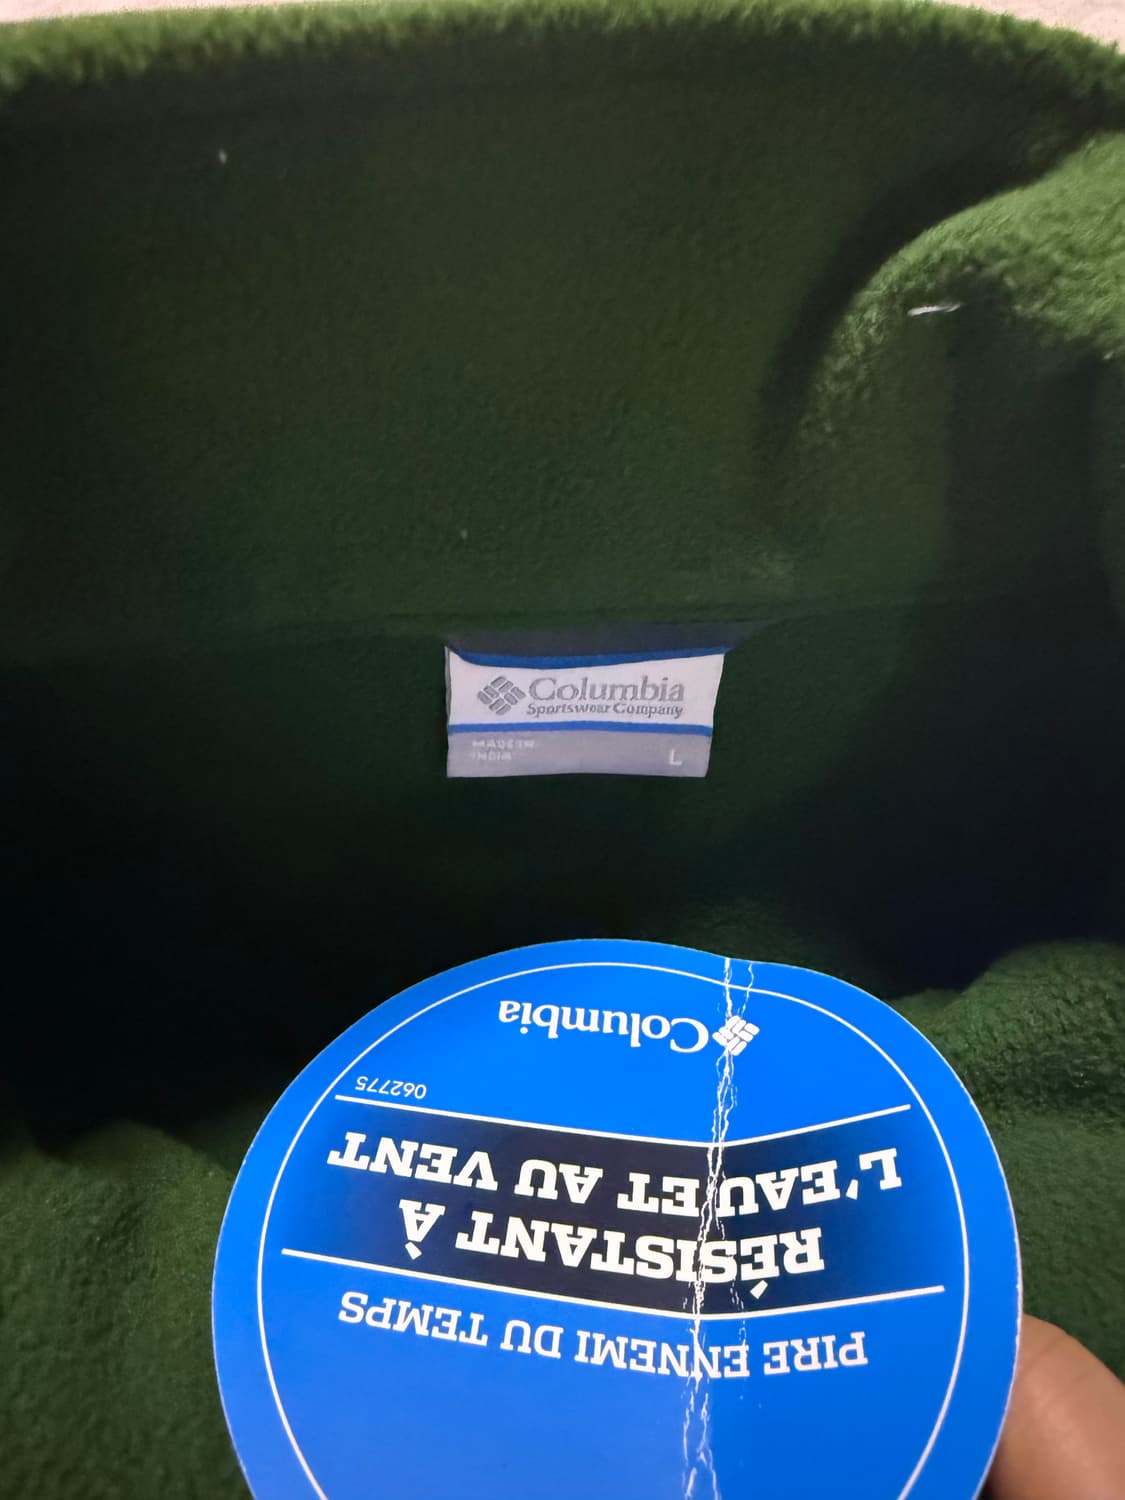 Columbia
Sportswear Company
MADE IN
INDIA
L
PIRE ENNEMI DU TEMPS
RÉSISTANT À
L'EAU ET AU VENT
062775
Columbia